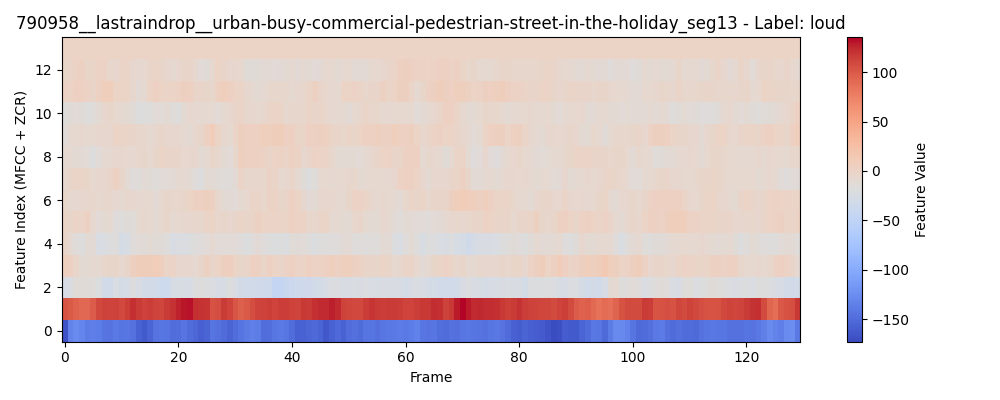 790958__lastraindrop__urban-busy-commercial-pedestrian-street-in-the-holiday_seg13 - Label: loud
Feature Index (MFCC + ZCR)
12
10
8
6
4
2
0
0 20 40 60 80 100 120
Frame
100
50
0
−50
−100
−150
Feature Value